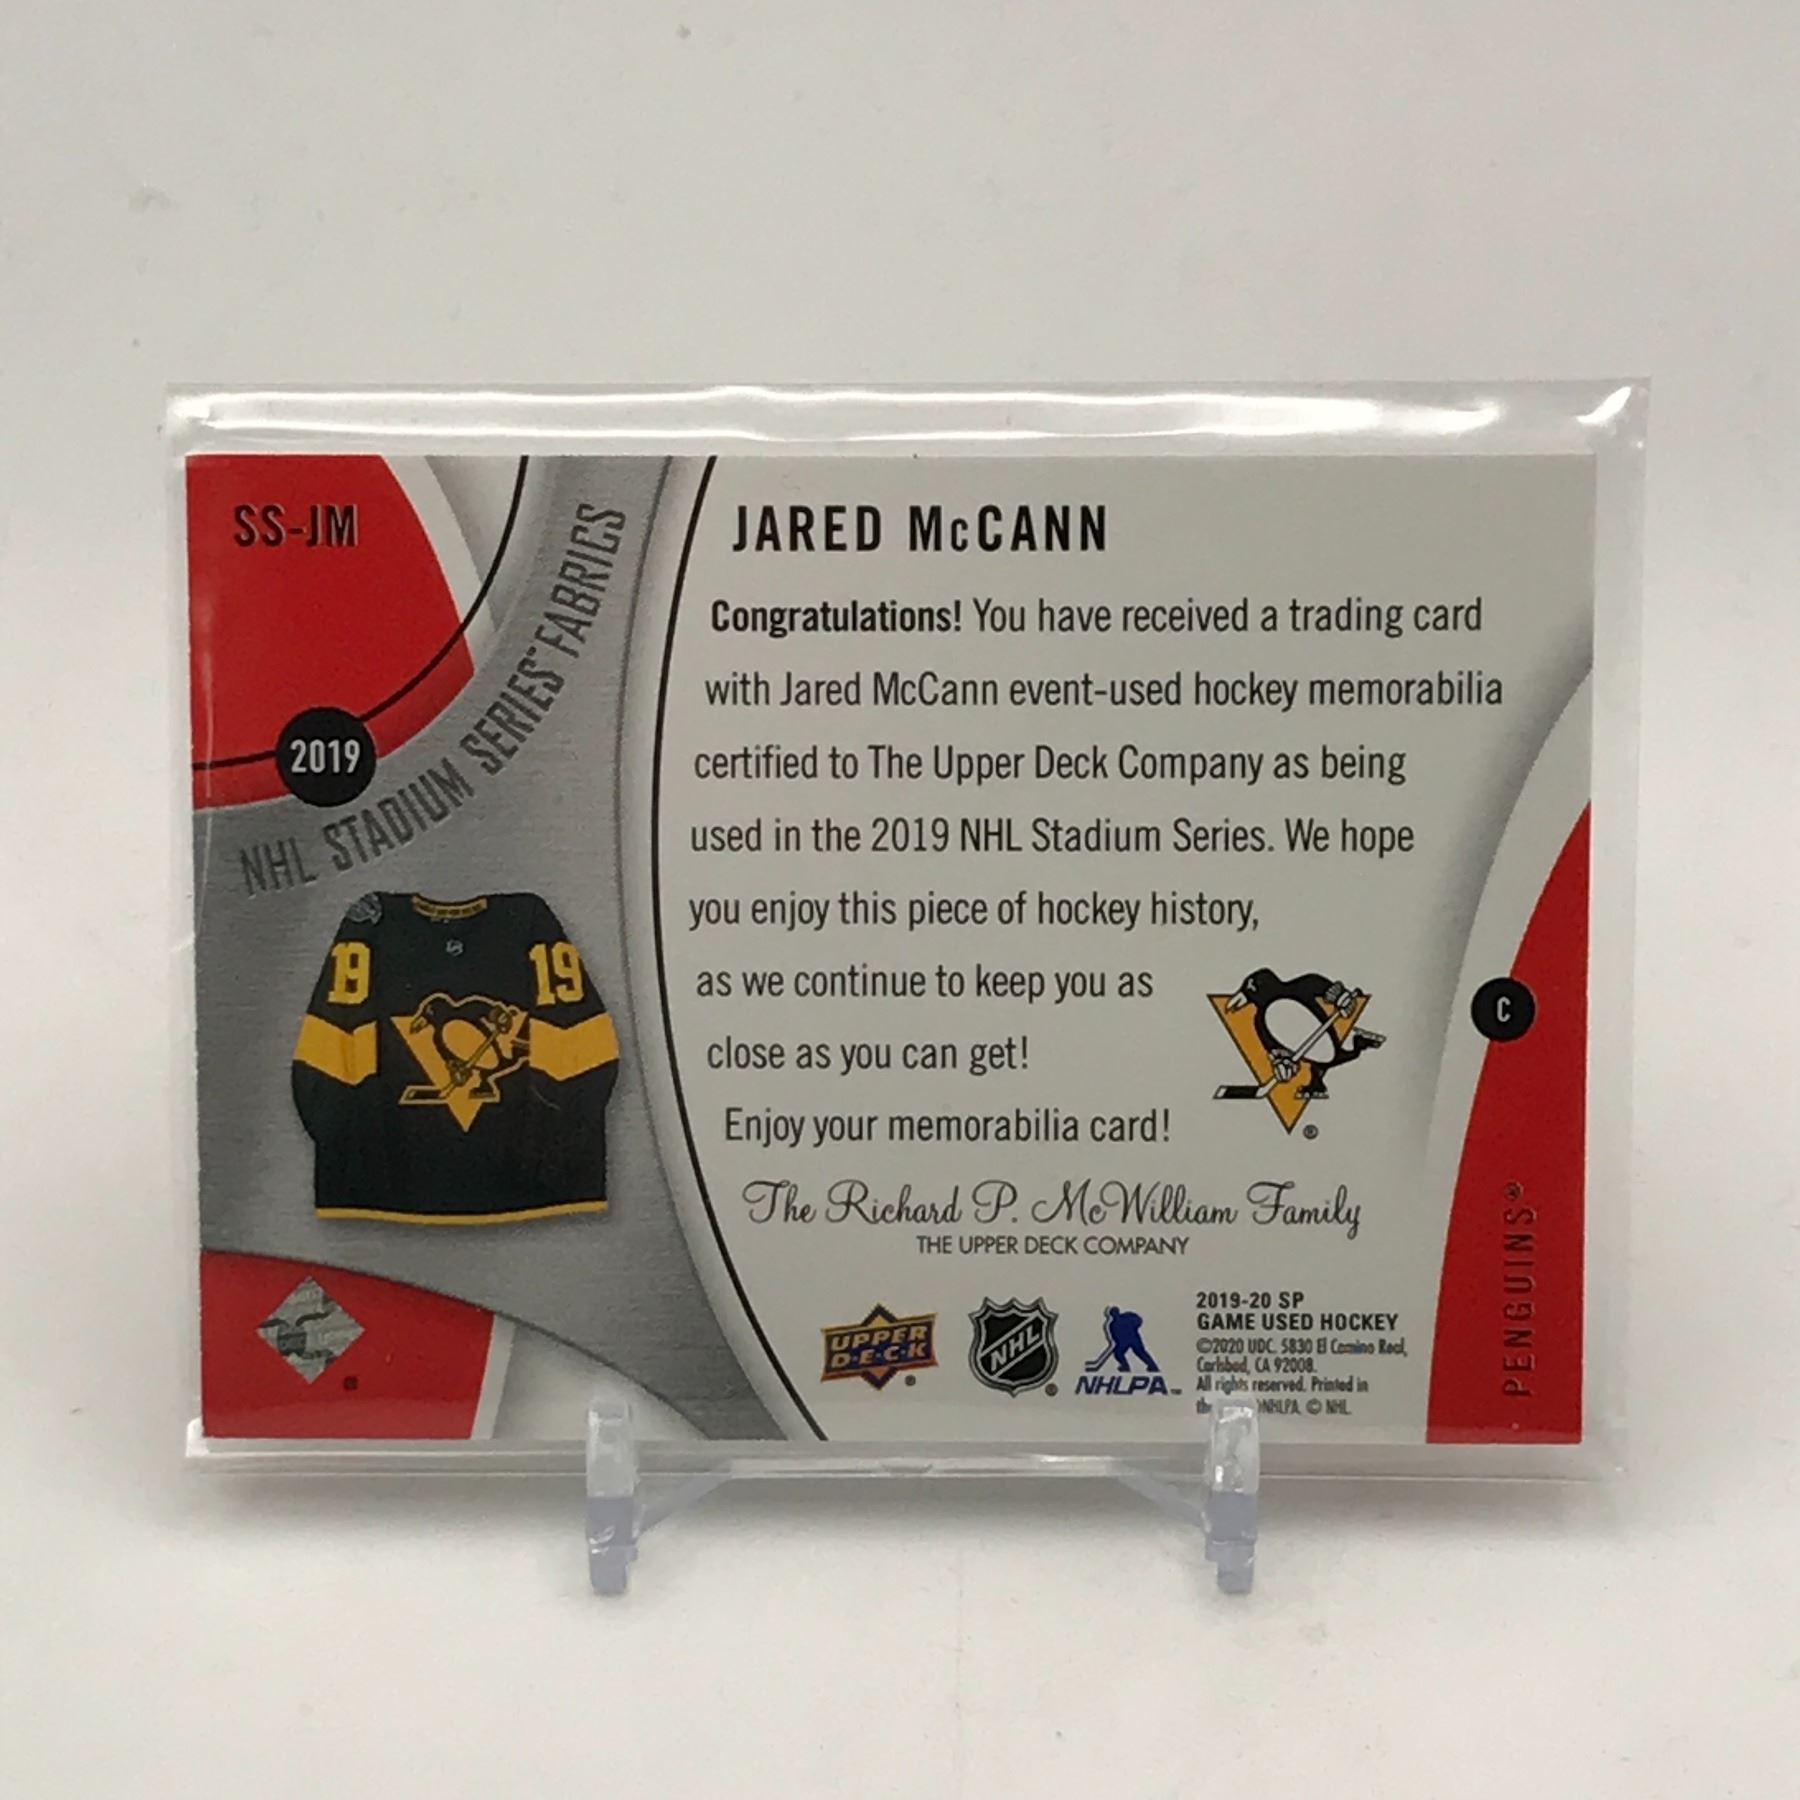 SS-JM
2019
NHL STADIUM SERIES™ FABRICS
19 19
JARED McCANN
Congratulations! You have received a trading card
with Jared McCann event-used hockey memorabilia
certified to The Upper Deck Company as being
used in the 2019 NHL Stadium Series. We hope
you enjoy this piece of hockey history,
as we continue to keep you as
close as you can get!
Enjoy your memorabilia card!
The Richard P. McWilliam Family
THE UPPER DECK COMPANY
UPPER
D·E·C·K
®
NHL
®
NHLPA™
2019-20 SP
GAME USED HOCKEY
©2020 UDC. 5830 El Camino Real,
Carlsbad, CA 92008.
All rights reserved. Printed in
NHLPA. © NHL.
®
C
PENGUINS®